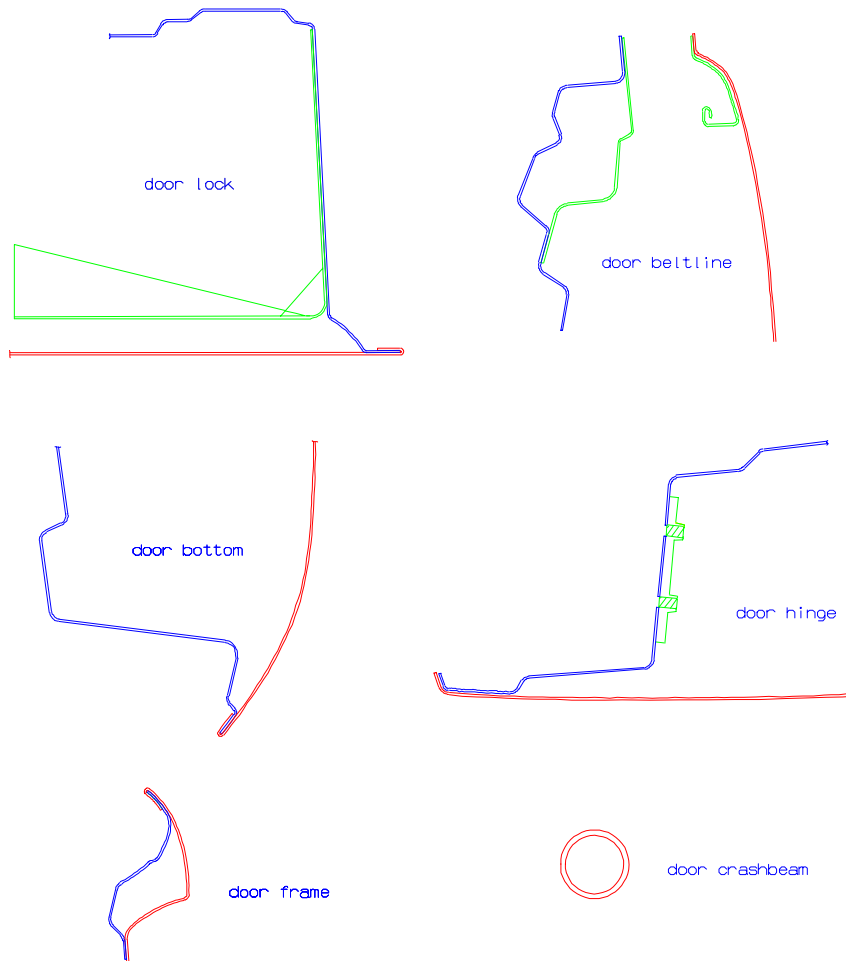 door lock
door beltline
door bottom
door hinge
door frame
door crashbeam